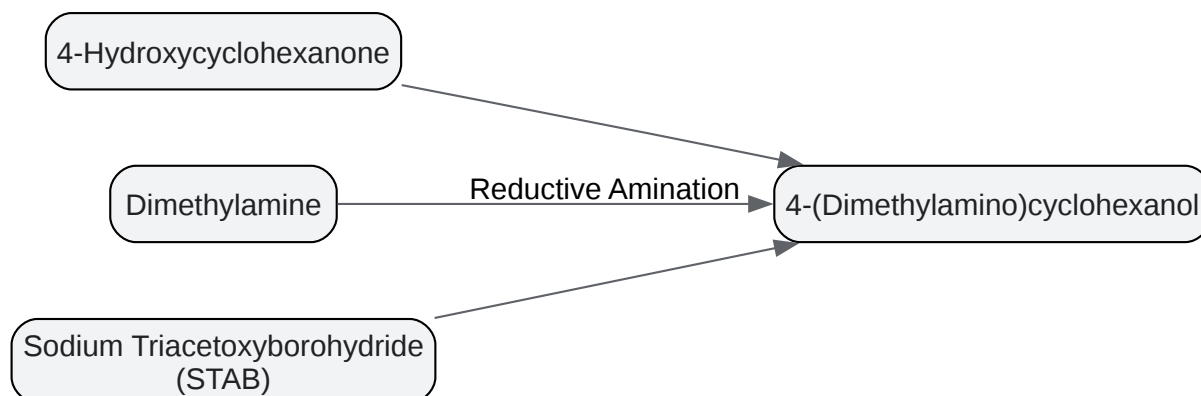 4-Hydroxycyclohexanone
Reductive Amination
Dimethylamine
4-(Dimethylamino)cyclohexanol
Sodium Triacetoxyborohydride
(STAB)